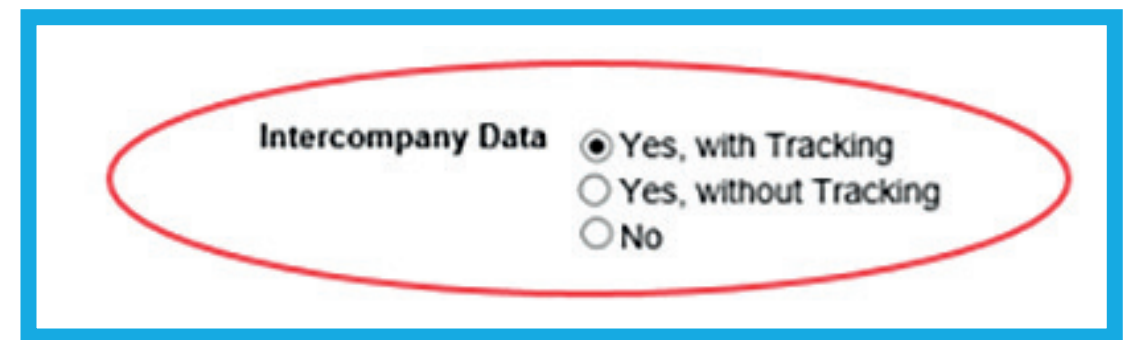 Intercompany Data
Yes, with Tracking
Yes, without Tracking
No